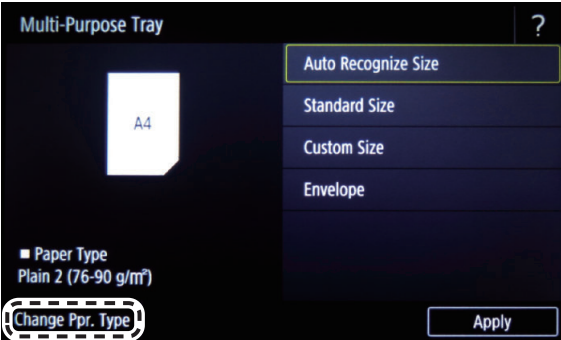 Multi-Purpose Tray
?
A4
Auto Recognize Size
Standard Size
Custom Size
Envelope
■ Paper Type
Plain 2 (76-90 g/m²)
Change Ppr. Type
Apply